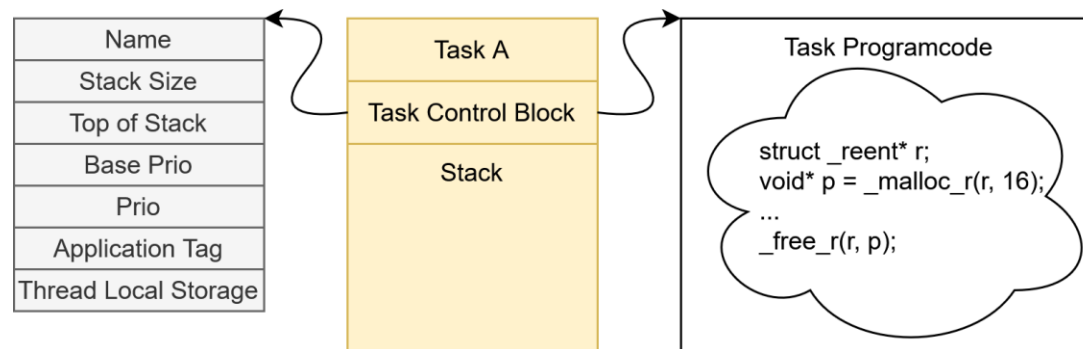 Name
Stack Size
Top of Stack
Base Prio
Prio
Application Tag
Thread Local Storage
Task A
Task Control Block
Stack
Task Programcode
struct _reent* r;
void* p = _malloc_r(r, 16);
...
_free_r(r, p);